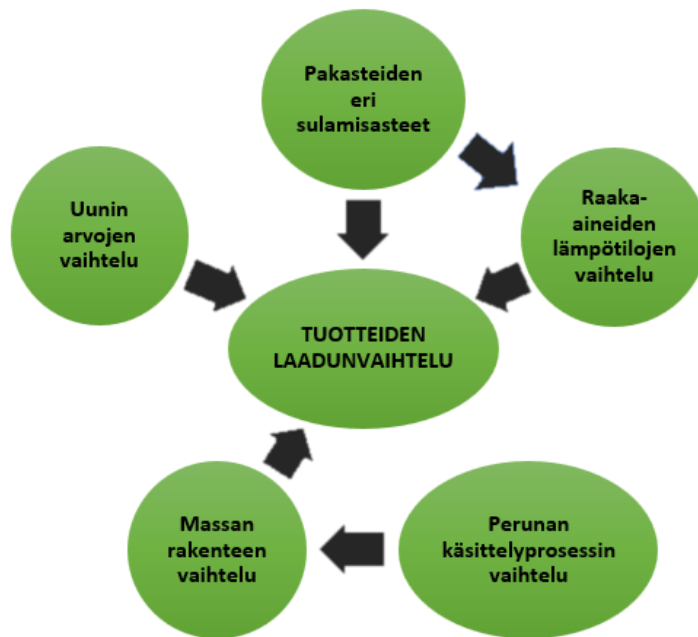 Pakasteiden
eri
sulamisasteet
Uunin
arvojen
vaihtelu
Raaka-
aineiden
lämpötilojen
vaihtelu
TUOTTEIDEN
LAADUNVAIHTELU
Massan
rakenteen
vaihtelu
Perunan
käsittelyprosessin
vaihtelu